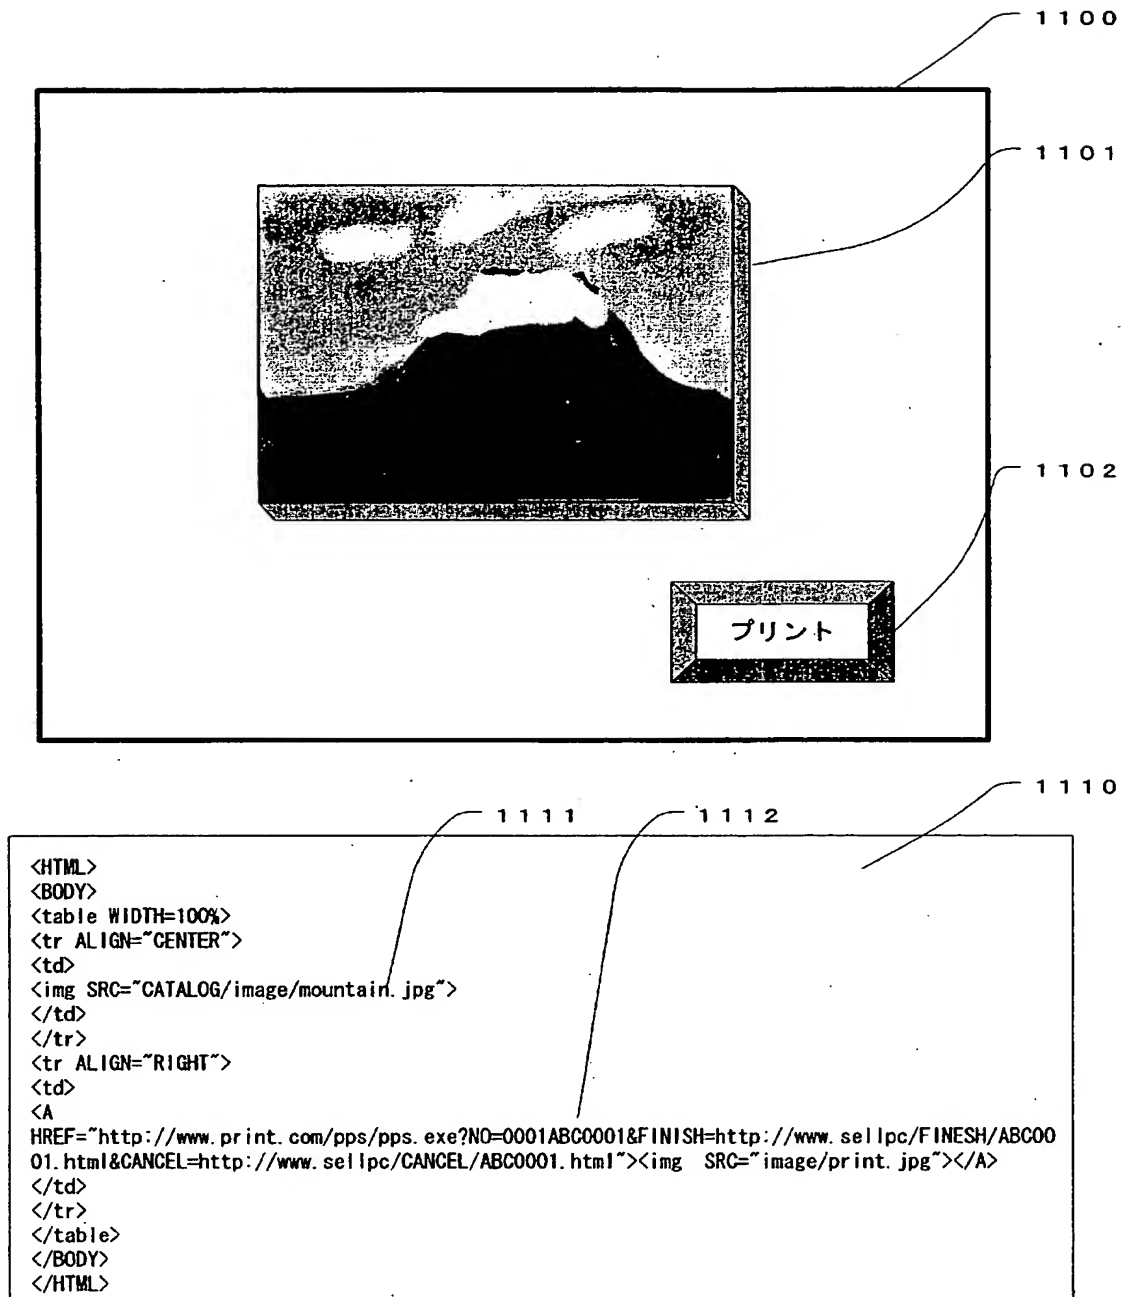 1100
1101
1102
プリント
1110
1111
1112
<HTML>
<BODY>
<table WIDTH=100%>
<tr ALIGN="CENTER">
<td>
<img SRC="CATALOG/image/mountain.jpg">
</td>
</tr>
<tr ALIGN="RIGHT">
<td>
<A
HREF="http://www.print.com/pps/pps.exe?NO=0001ABC0001&FINISH=http://www.sellpc/FINESH/ABC00
01.html&CANCEL=http://www.sellpc/CANCEL/ABC0001.html"><img SRC="image/print.jpg"></A>
</td>
</tr>
</table>
</BODY>
</HTML>